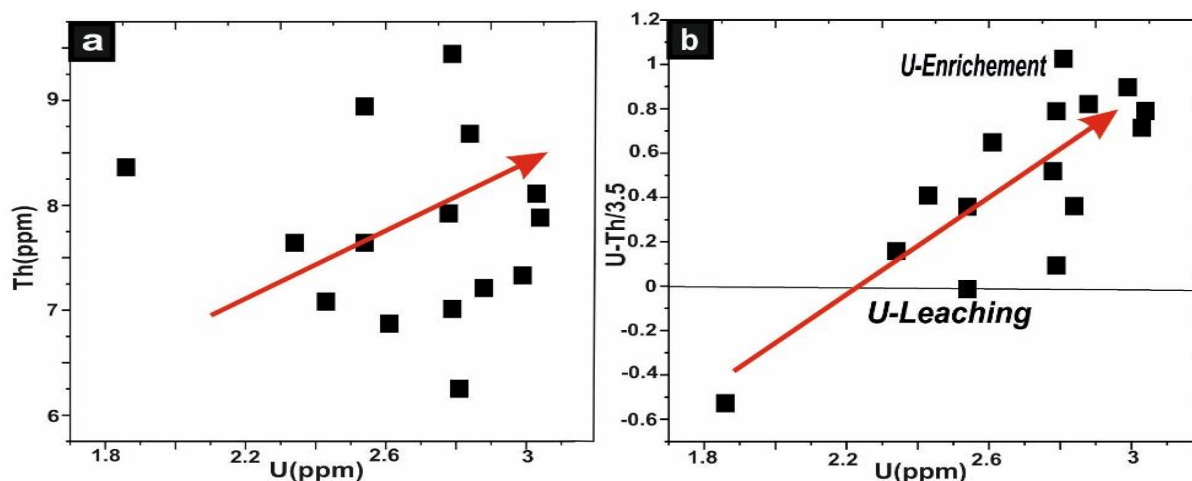 a
Th(ppm)
9
8
7
6
1.8
2.2
2.6
3
U(ppm)
b
U-Th/3.5
1.2
1
0.8
0.6
0.4
0.2
0
-0.2
-0.4
-0.6
U-Enrichement
U-Leaching
1.8
2.2
2.6
3
U(ppm)